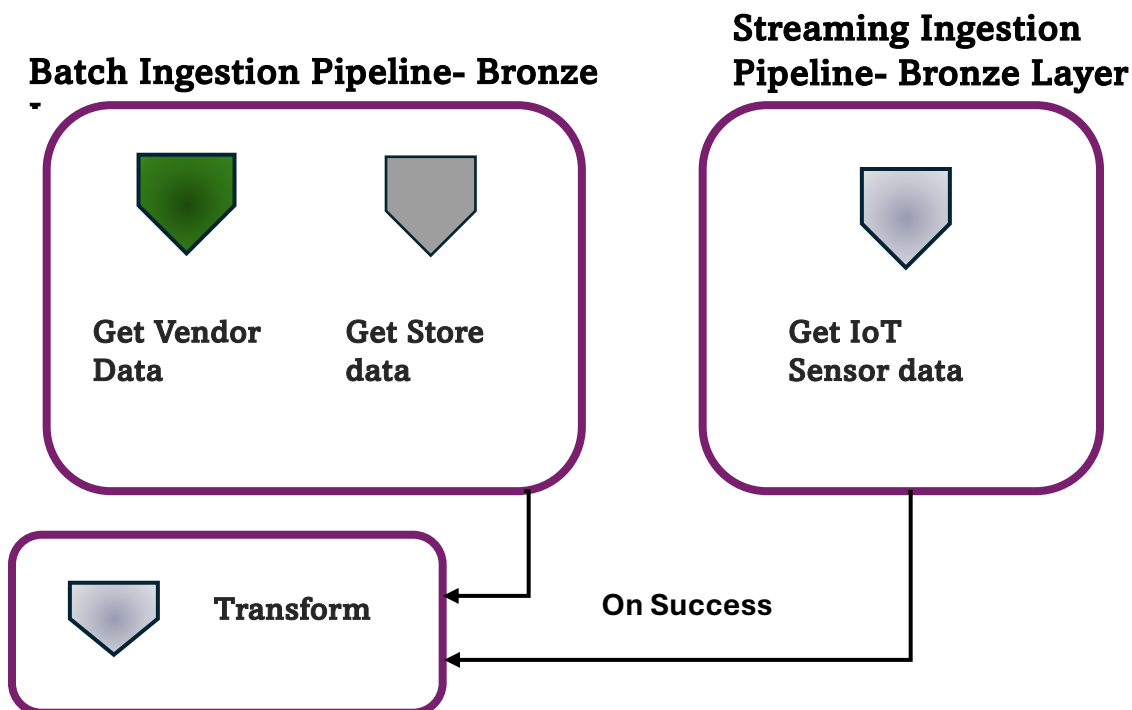 Streaming Ingestion
Pipeline- Bronze Layer
Batch Ingestion Pipeline- Bronze
Get Vendor
Data
Get Store
data
Get IoT
Sensor data
Transform
On Success